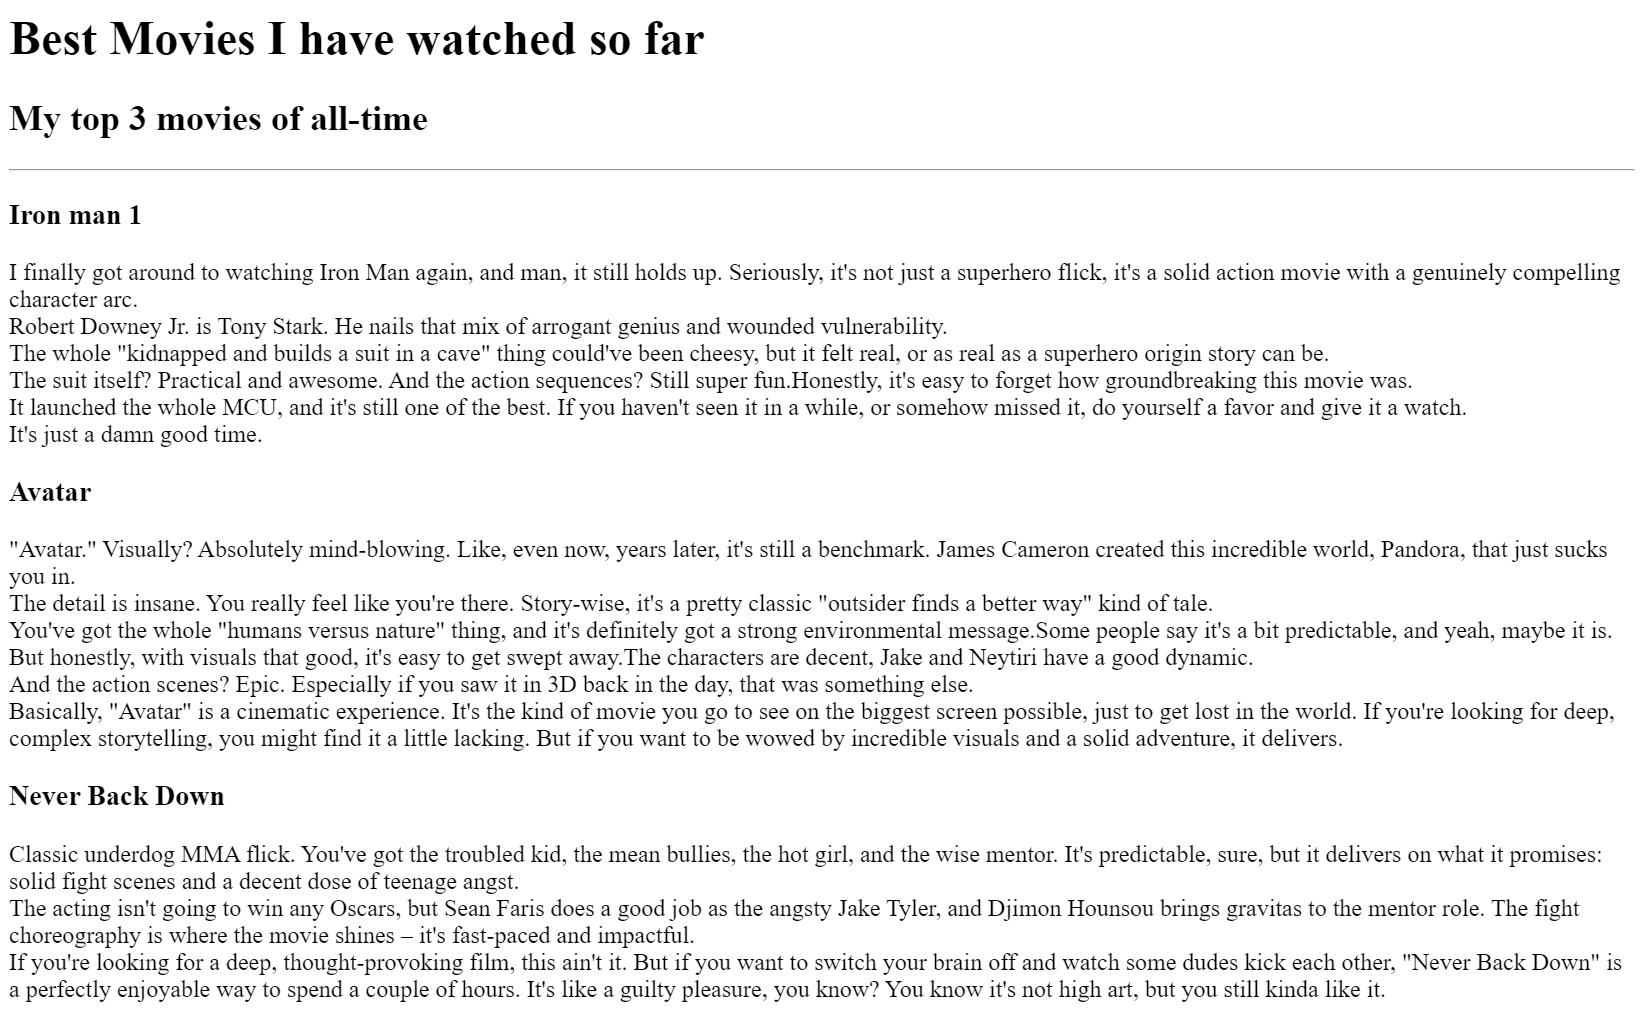 Best Movies I have watched so far
My top 3 movies of all-time
Iron man 1
I finally got around to watching Iron Man again, and man, it still holds up. Seriously, it's not just a superhero flick, it's a solid action movie with a genuinely compelling
character arc.
Robert Downey Jr. is Tony Stark. He nails that mix of arrogant genius and wounded vulnerability.
The whole "kidnapped and builds a suit in a cave" thing could've been cheesy, but it felt real, or as real as a superhero origin story can be.
The suit itself? Practical and awesome. And the action sequences? Still super fun.Honestly, it's easy to forget how groundbreaking this movie was.
It launched the whole MCU, and it's still one of the best. If you haven't seen it in a while, or somehow missed it, do yourself a favor and give it a watch.
It's just a damn good time.
Avatar
"Avatar." Visually? Absolutely mind-blowing. Like, even now, years later, it's still a benchmark. James Cameron created this incredible world, Pandora, that just sucks
you in.
The detail is insane. You really feel like you're there. Story-wise, it's a pretty classic "outsider finds a better way" kind of tale.
You've got the whole "humans versus nature" thing, and it's definitely got a strong environmental message.Some people say it's a bit predictable, and yeah, maybe it is.
But honestly, with visuals that good, it's easy to get swept away.The characters are decent, Jake and Neytiri have a good dynamic.
And the action scenes? Epic. Especially if you saw it in 3D back in the day, that was something else.
Basically, "Avatar" is a cinematic experience. It's the kind of movie you go to see on the biggest screen possible, just to get lost in the world. If you're looking for deep,
complex storytelling, you might find it a little lacking. But if you want to be wowed by incredible visuals and a solid adventure, it delivers.
Never Back Down
Classic underdog MMA flick. You've got the troubled kid, the mean bullies, the hot girl, and the wise mentor. It's predictable, sure, but it delivers on what it promises:
solid fight scenes and a decent dose of teenage angst.
The acting isn't going to win any Oscars, but Sean Faris does a good job as the angsty Jake Tyler, and Djimon Hounsou brings gravitas to the mentor role. The fight
choreography is where the movie shines – it's fast-paced and impactful.
If you're looking for a deep, thought-provoking film, this ain't it. But if you want to switch your brain off and watch some dudes kick each other, "Never Back Down" is
a perfectly enjoyable way to spend a couple of hours. It's like a guilty pleasure, you know? You know it's not high art, but you still kinda like it.